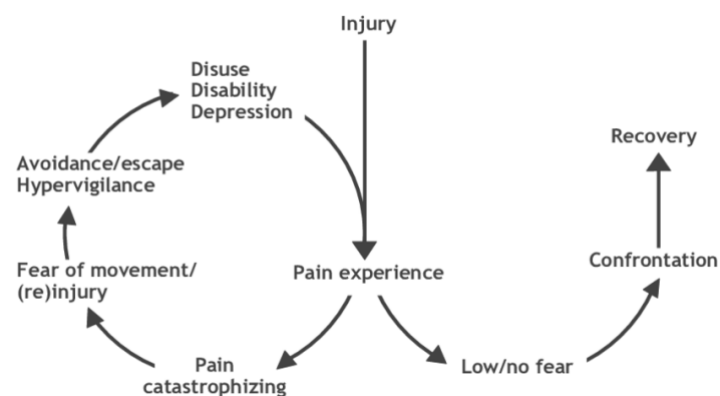 Injury
Disuse
Disability
Depression
Recovery
Avoidance/escape
Hypervigilance
Confrontation
Fear of movement/
(re)injury
Pain experience
Pain
catastrophizing
Low/no fear